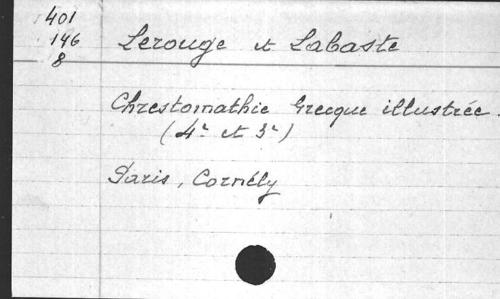 401
146
8
Lerouge et Labaste
Chrestomathie Grecque illustrée.
(4e et 3e)
Paris, Cornély